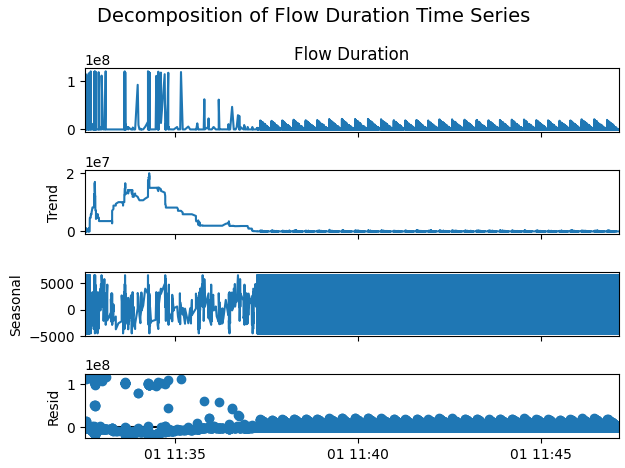 Decomposition of Flow Duration Time Series
Flow Duration
1e8
1
0
1e7
2
0
Trend
5000
0
−5000
Seasonal
1e8
1
0
Resid
01 11:35 01 11:40 01 11:45